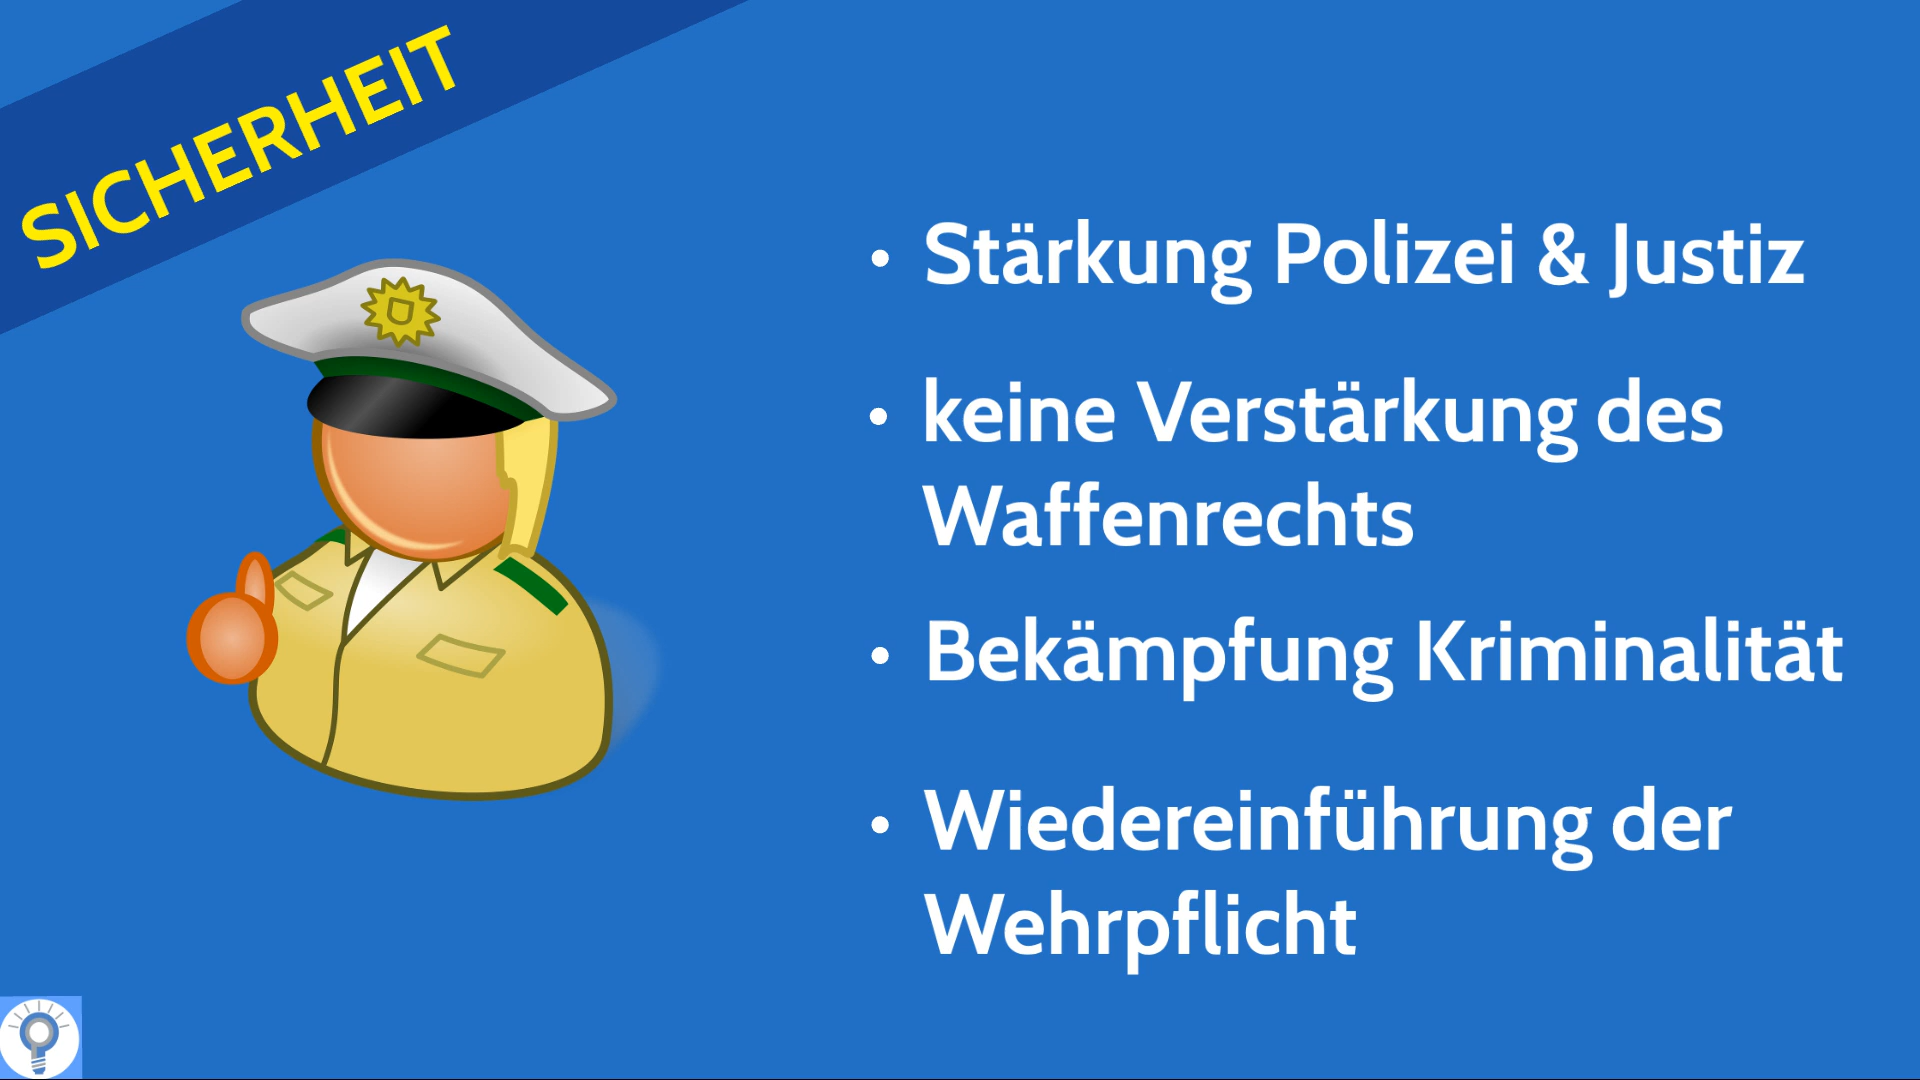 SICHERHEIT
• Stärkung Polizei & Justiz
• keine Verstärkung des
Waffenrechts
• Bekämpfung Kriminalität
• Wiedereinführung der
Wehrpflicht